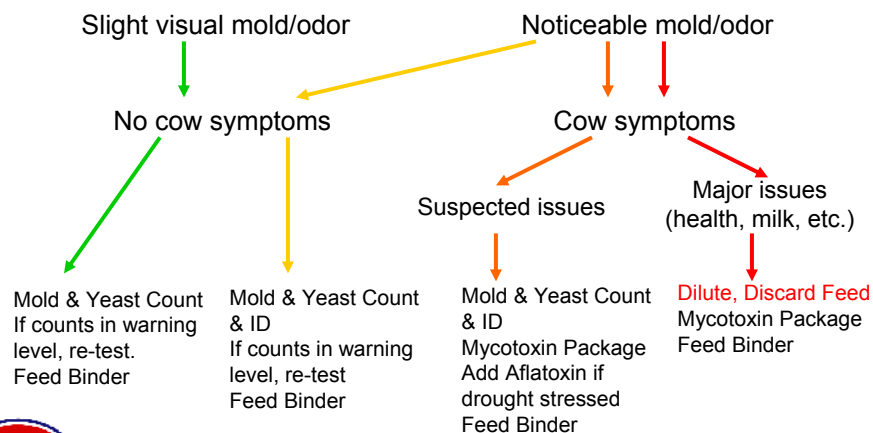 Slight visual mold/odor
Noticeable mold/odor
No cow symptoms
Cow symptoms
Suspected issues
Major issues
(health, milk, etc.)
Mold & Yeast Count
If counts in warning
level, re-test.
Feed Binder
Mold & Yeast Count
& ID
If counts in warning
level, re-test
Feed Binder
Mold & Yeast Count
& ID
Mycotoxin Package
Add Aflatoxin if
drought stressed
Feed Binder
Dilute, Discard Feed
Mycotoxin Package
Feed Binder